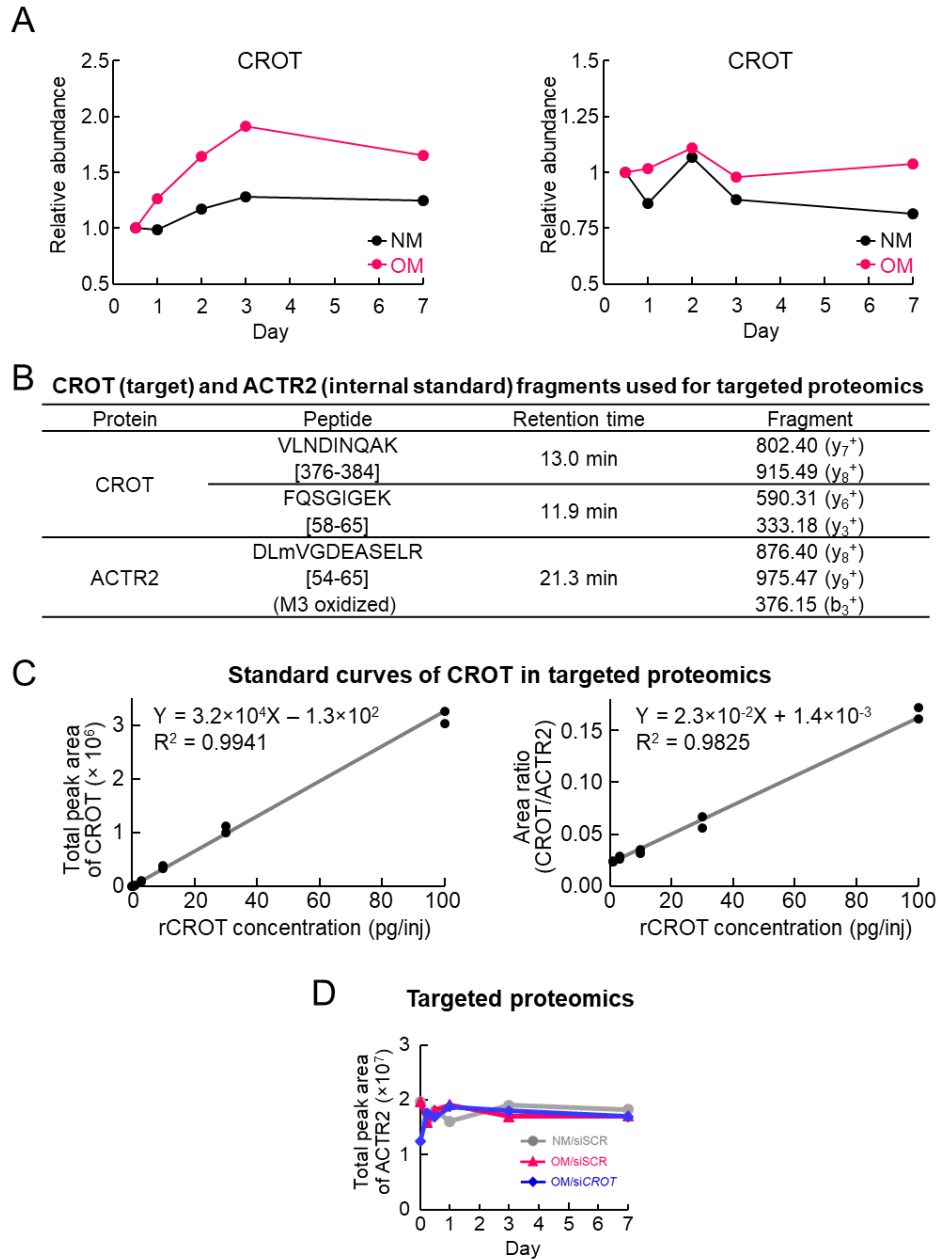 A
CROT
Relative abundance
2.5
2.0
1.5
1.0
0.5
NM
OM
0 1 2 3 4 5 6 7
Day
CROT
Relative abundance
1.5
1.25
1
0.75
0.5
NM
OM
0 1 2 3 4 5 6 7
Day
B
CROT (target) and ACTR2 (internal standard) fragments used for targeted proteomics
Protein Peptide Retention time Fragment
CROT
VLNDINQAK
[376-384]
13.0 min
802.40 (y₇⁺)
915.49 (y₈⁺)
FQSGIGEK
[58-65]
11.9 min
590.31 (y₆⁺)
333.18 (y₃⁺)
ACTR2
DLmVGDEASELR
[54-65]
(M3 oxidized)
21.3 min
876.40 (y₈⁺)
975.47 (y₉⁺)
376.15 (b₃⁺)
C
Standard curves of CROT in targeted proteomics
Y = 3.2×10⁴X – 1.3×10²
R² = 0.9941
Total peak area
of CROT (× 10⁶)
3
2
1
0
0 20 40 60 80 100
rCROT concentration (pg/inj)
Y = 2.3×10⁻²X + 1.4×10⁻³
R² = 0.9825
Area ratio
(CROT/ACTR2)
0.15
0.10
0.05
0.00
0 20 40 60 80 100
rCROT concentration (pg/inj)
D
Targeted proteomics
Total peak area
of ACTR2 (×10⁷)
3
2
1
0
NM/siSCR
OM/siSCR
OM/siCROT
0 1 2 3 4 5 6 7
Day